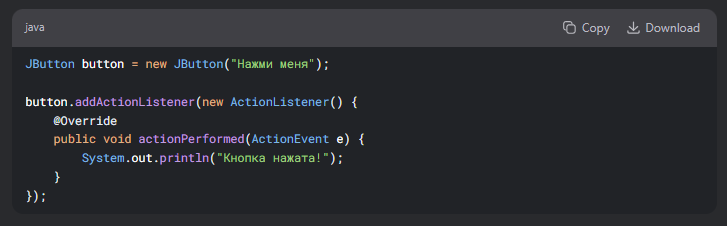 java
Copy
Download
JButton button = new JButton("Нажми меня");
button.addActionListener(new ActionListener() {
    @Override
    public void actionPerformed(ActionEvent e) {
        System.out.println("Кнопка нажата!");
    }
});